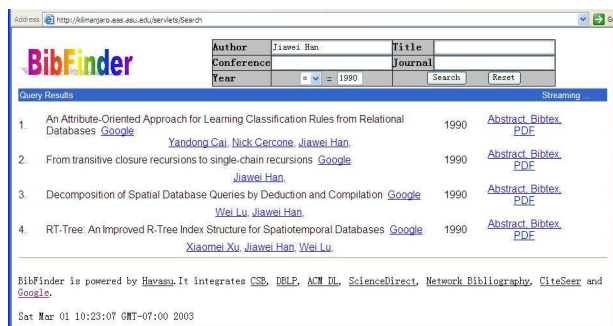 Address http://kilimanjaro.eas.asu.edu/servlets/Search
BibFinder
Author Jiawei Han Title
Conference Journal
Year = = 1990 Search Reset
Query Results Streaming ...
1. An Attribute-Oriented Approach for Learning Classification Rules from Relational Databases Google 1990 Abstract, Bibtex, PDF
Yandong Cai, Nick Cercone, Jiawei Han,
2. From transitive closure recursions to single-chain recursions Google 1990 Abstract, Bibtex, PDF
Jiawei Han,
3. Decomposition of Spatial Database Queries by Deduction and Compilation Google 1990 Abstract, Bibtex, PDF
Wei Lu, Jiawei Han,
4. RT-Tree: An Improved R-Tree Index Structure for Spatiotemporal Databases Google 1990 Abstract, Bibtex, PDF
Xiaomei Xu, Jiawei Han, Wei Lu,
BibFinder is powered by Havasu.It integrates CSB, DBLP, ACM DL, ScienceDirect, Network Bibliography, CiteSeer and
Google.
Sat Mar 01 10:23:07 GMT-07:00 2003